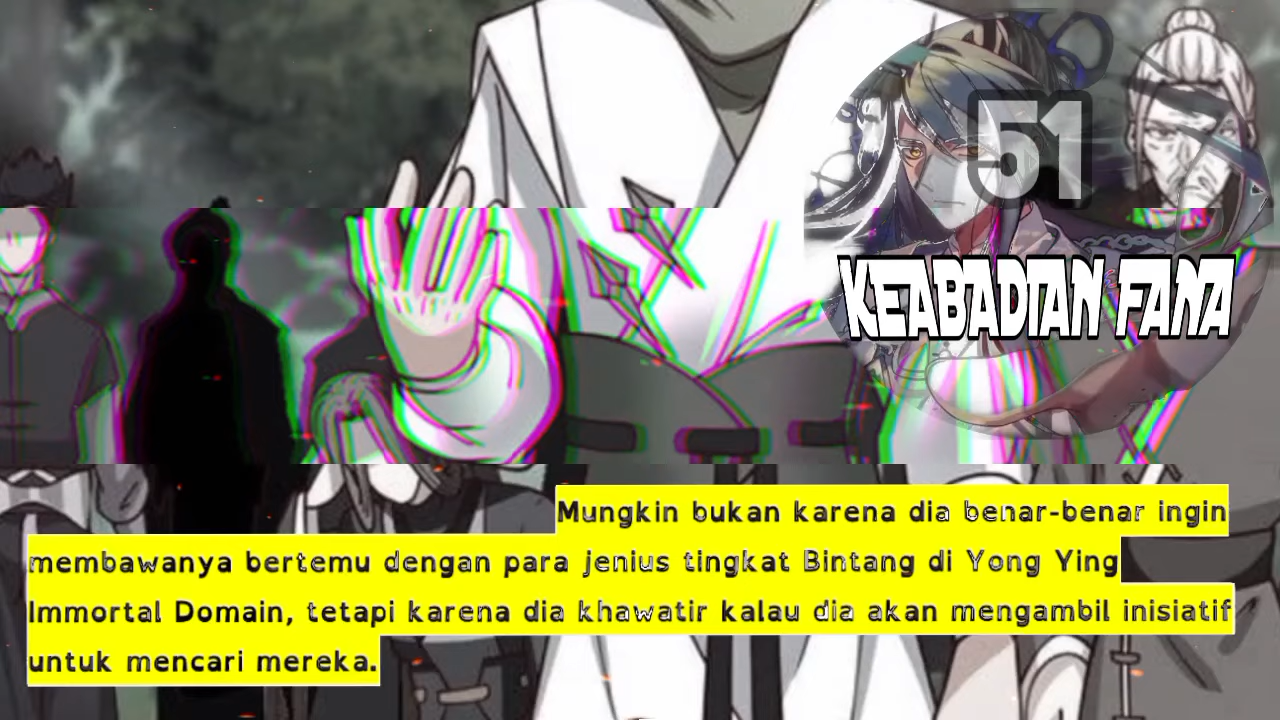 51
KEABADIAN FANA
Mungkin bukan karena dia benar-benar ingin
membawanya bertemu dengan para jenius tingkat Bintang di Yong Ying
Immortal Domain, tetapi karena dia khawatir kalau dia akan mengambil inisiatif
untuk mencari mereka.